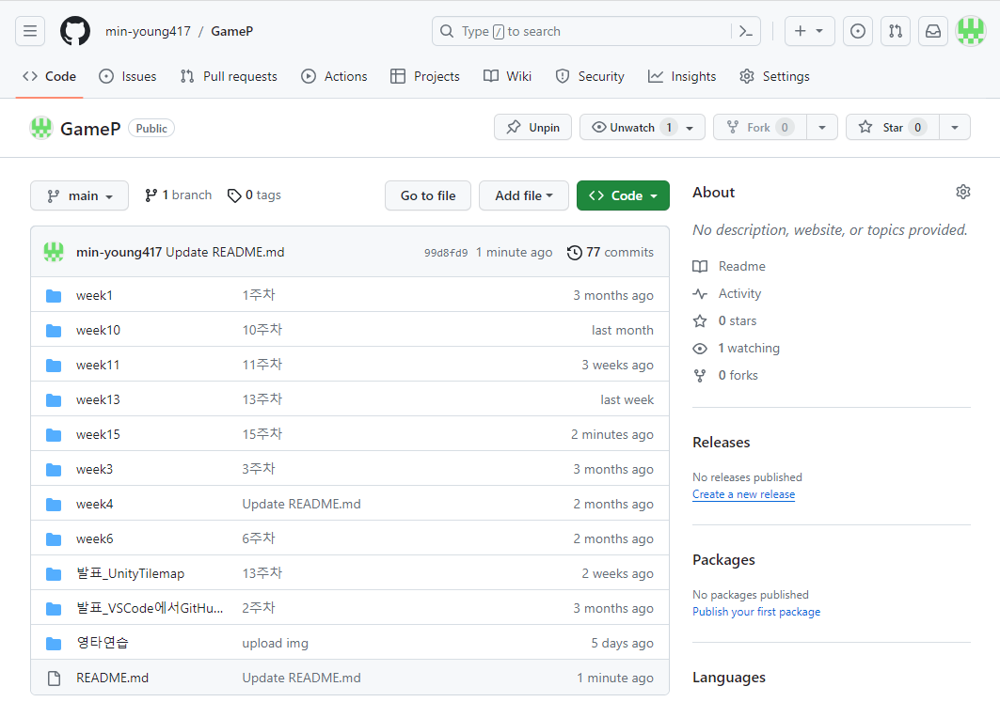 min-young417 / GameP
Type / to search
Code Issues Pull requests Actions Projects Wiki Security Insights Settings
GameP Public
Unpin Unwatch 1 Fork 0 Star 0
main 1 branch 0 tags Go to file Add file Code
min-young417 Update README.md 99d8fd9 1 minute ago 77 commits
week1 1주차 3 months ago
week10 10주차 last month
week11 11주차 3 weeks ago
week13 13주차 last week
week15 15주차 2 minutes ago
week3 3주차 3 months ago
week4 Update README.md 2 months ago
week6 6주차 2 months ago
발표_UnityTilemap 13주차 2 weeks ago
발표_VSCode에서GitHu... 2주차 3 months ago
영타연습 upload img 5 days ago
README.md Update README.md 1 minute ago
About
No description, website, or topics provided.
Readme
Activity
0 stars
1 watching
0 forks
Releases
No releases published
Create a new release
Packages
No packages published
Publish your first package
Languages